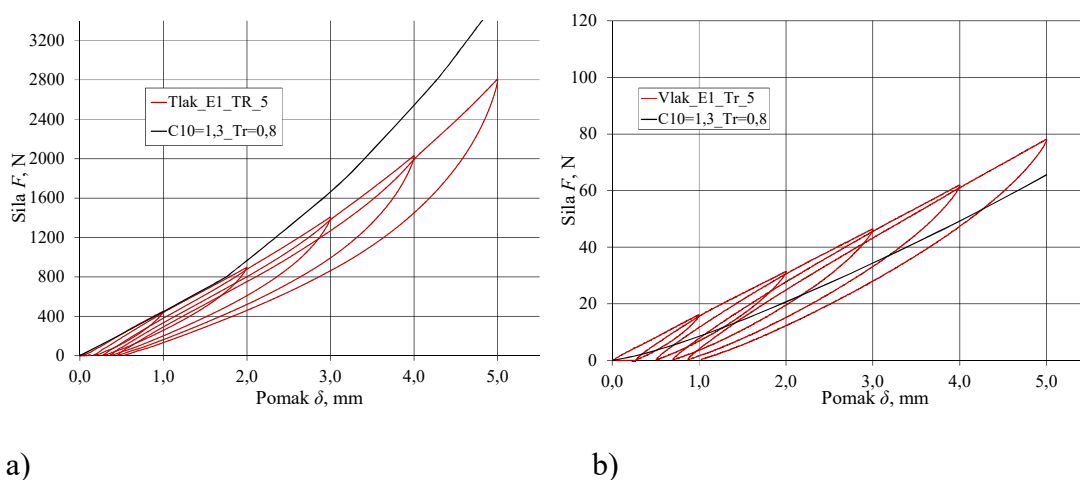 3200
2800
2400
2000
1600
1200
800
400
0
Sila F, N
Tlak_E1_TR_5
C10=1,3_Tr=0,8
0,0 1,0 2,0 3,0 4,0 5,0
Pomak δ, mm
a)
120
100
80
60
40
20
0
Sila F, N
Vlak_E1_Tr_5
C10=1,3_Tr=0,8
0,0 1,0 2,0 3,0 4,0 5,0
Pomak δ, mm
b)